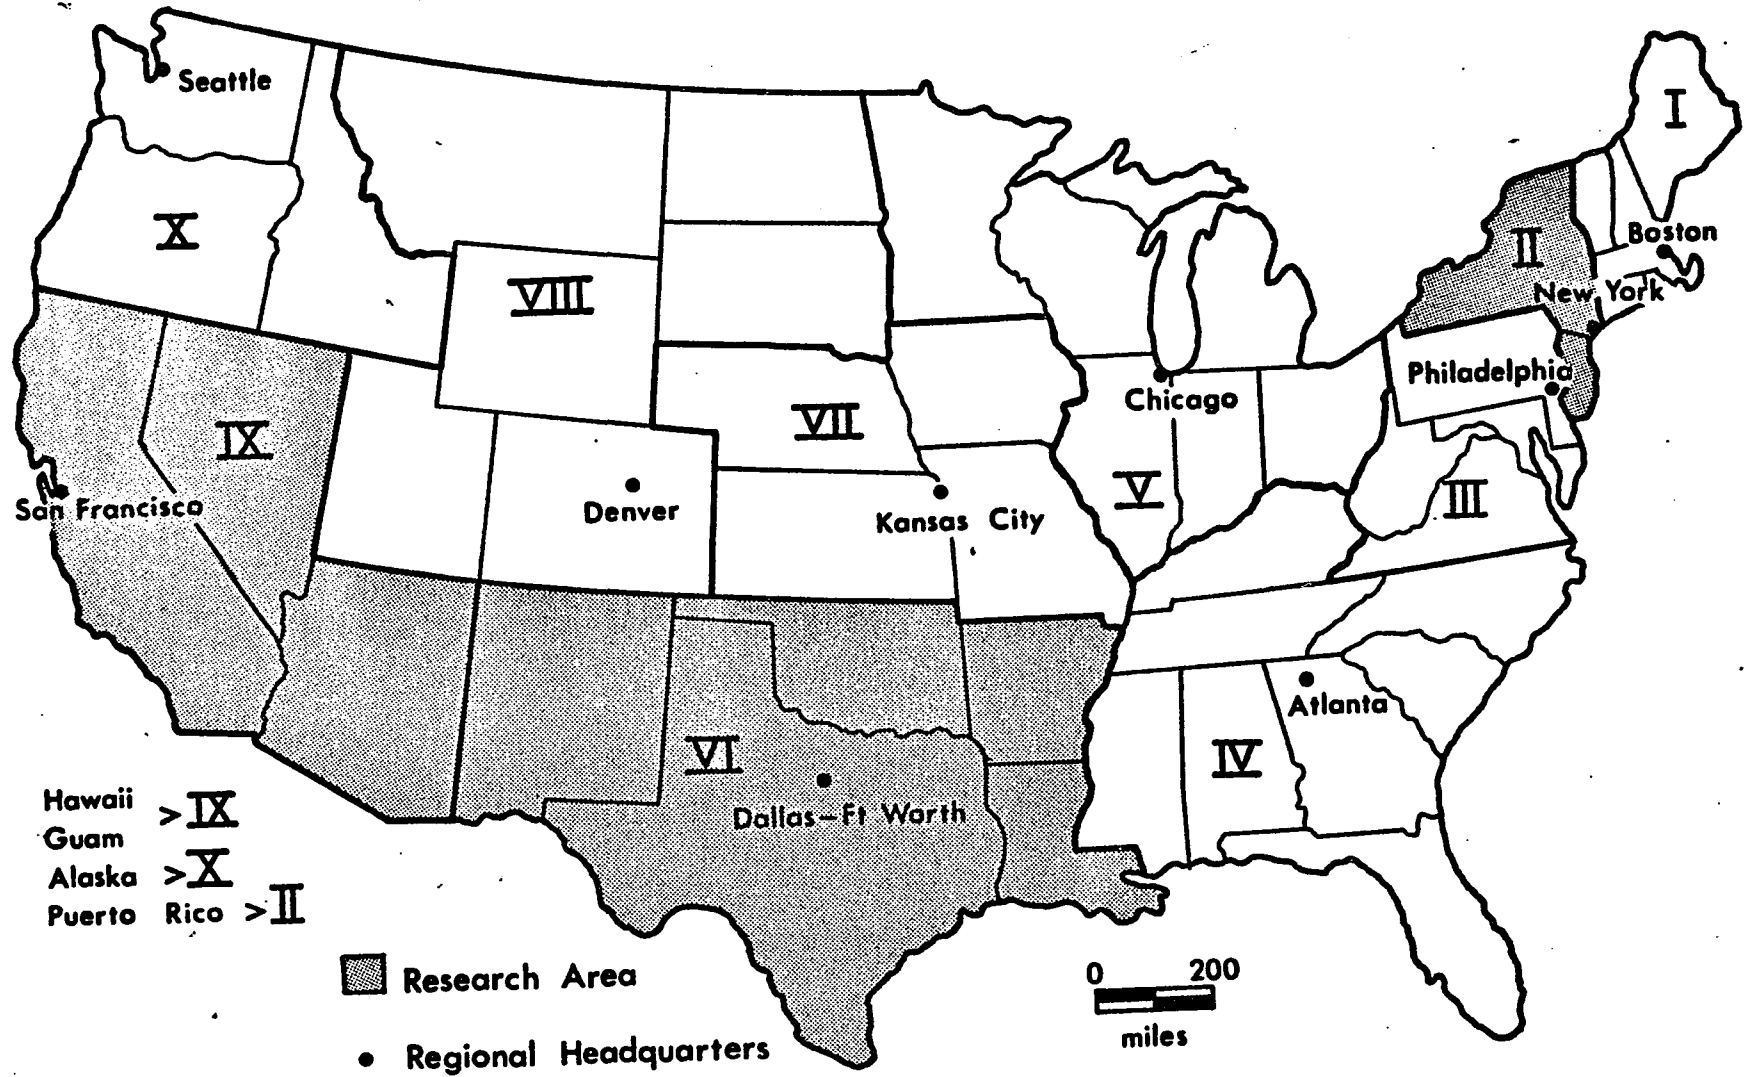 Seattle
I
X
II
Boston
New York
VIII
Philadelphia
Chicago
VII
IX
V
III
San Francisco
Denver
Kansas City
Atlanta
VI
IV
Dallas-Ft Worth
Hawaii
Guam
> IX
Alaska > X
Puerto Rico > II
Research Area
0 200
miles
Regional Headquarters